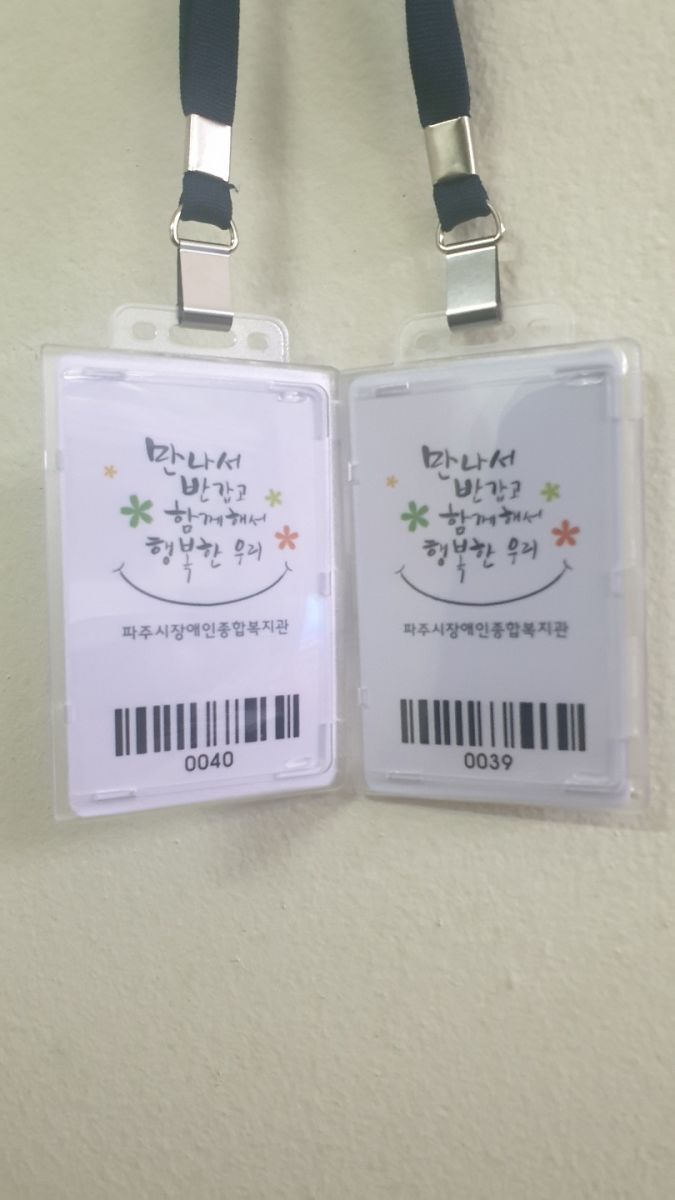 만나서
반갑고
함께해서
행복한 우리
파주시장애인종합복지관
0040
만나서
반갑고
함께해서
행복한 우리
파주시장애인종합복지관
0039